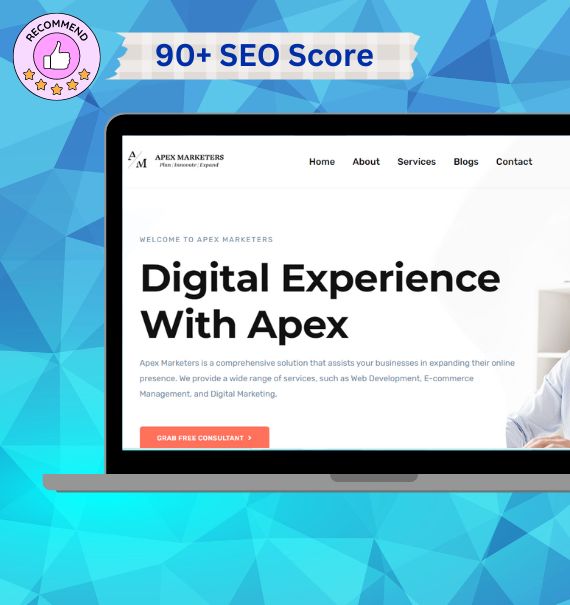 RECOMMEND
90+ SEO Score
A/M
APEX MARKETERS
Plan | Innovate | Expand
Home About Services Blogs Contact
WELCOME TO APEX MARKETERS
Digital Experience
With Apex
Apex Marketers is a comprehensive solution that assists your businesses in expanding their online
presence. We provide a wide range of services, such as Web Development, E-commerce
Management, and Digital Marketing.
GRAB FREE CONSULTANT >